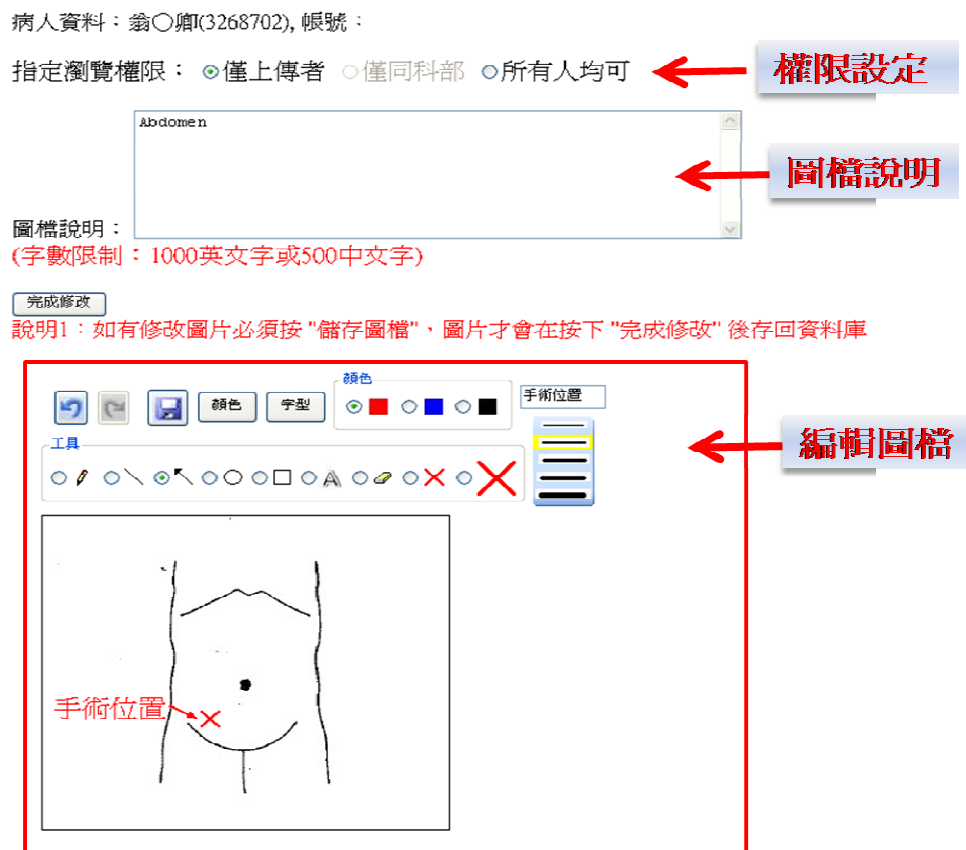 病人資料：翁○卿(3268702), 帳號：
指定瀏覽權限： 僅上傳者 僅同科部 所有人均可
權限設定
Abdomen
圖檔說明
圖檔說明：
(字數限制：1000英文字或500中文字)
完成修改
說明1：如有修改圖片必須按 "儲存圖檔"，圖片才會在按下 "完成修改" 後存回資料庫
顏色
顏色 字型
手術位置
編輯圖檔
工具
A
手術位置